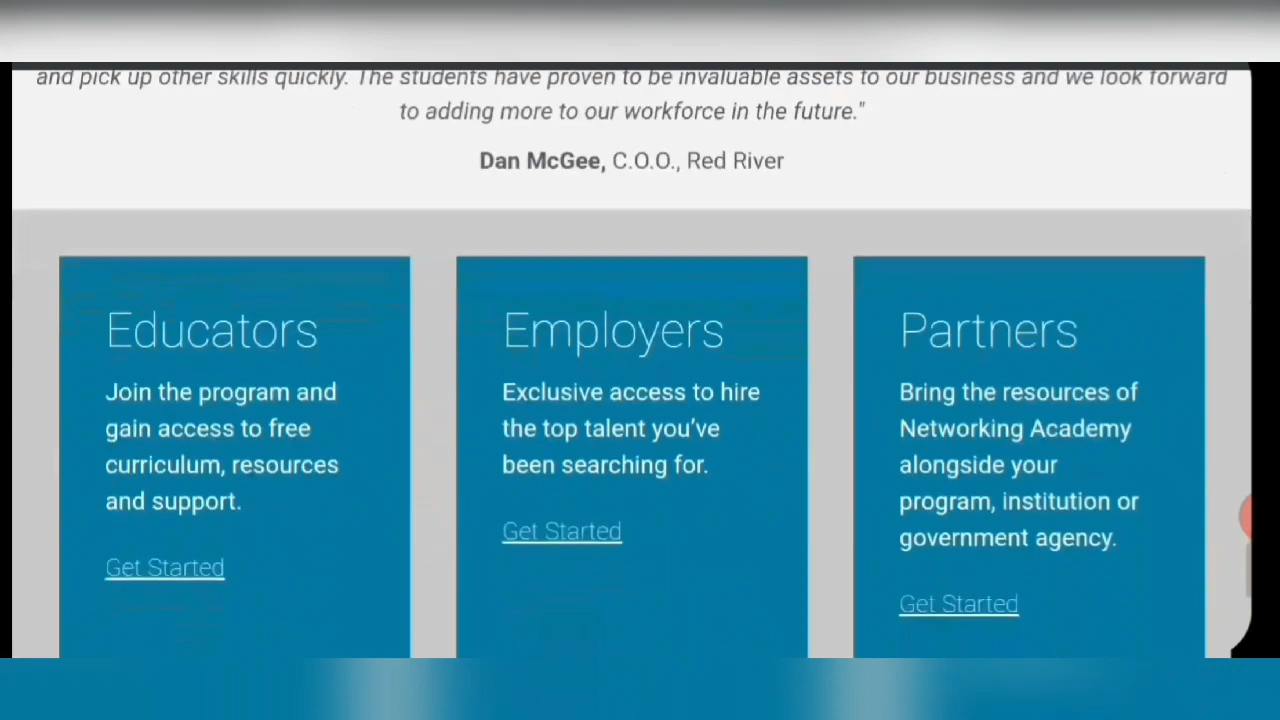 and pick up other skills quickly. The students have proven to be invaluable assets to our business and we look forward
to adding more to our workforce in the future."
Dan McGee, C.O.O., Red River
Educators
Join the program and
gain access to free
curriculum, resources
and support.
Get Started
Employers
Exclusive access to hire
the top talent you’ve
been searching for.
Get Started
Partners
Bring the resources of
Networking Academy
alongside your
program, institution or
government agency.
Get Started